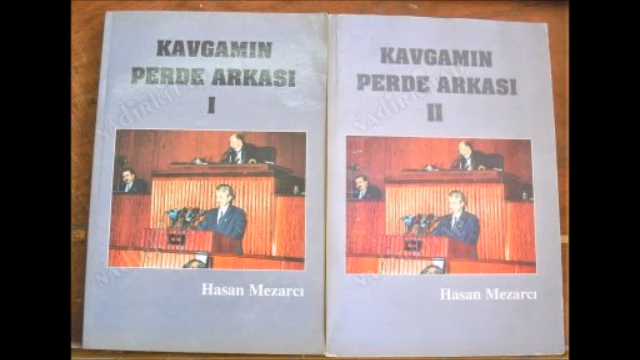 KAVGAMIN
PERDE ARKASI
I
Hasan Mezarcı
KAVGAMIN
PERDE ARKASI
II
Hasan Mezarcı